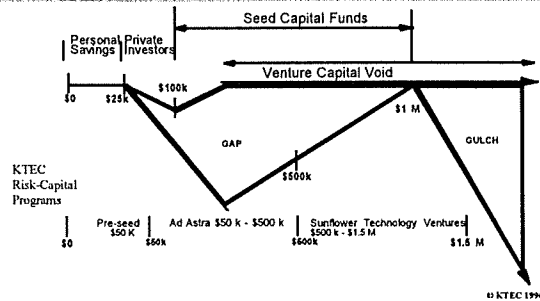 Seed Capital Funds
Personal Private
Savings Investors
Venture Capital Void
$0
$25k
$100k
$1 M
GAP
GULCH
$500k
KTEC
Risk-Capital
Programs
Pre-seed
$50 K
Ad Astra $50 k - $500 k
Sunflower Technology Ventures
$500 k - $1.5 M
$0
$50k
$500k
$1.5 M
© KTEC